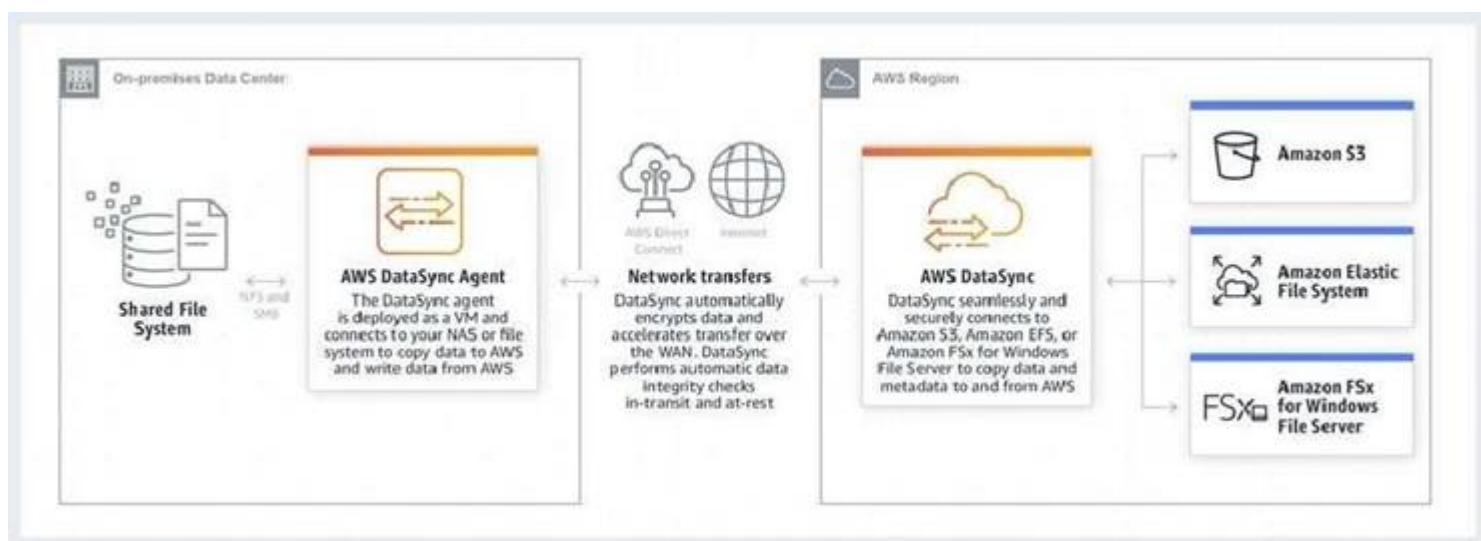 On-premises Data Center
AWS Region
Shared File
System
NFS and
SMB
AWS DataSync Agent
The DataSync agent
is deployed as a VM and
connects to your NAS or file
system to copy data to AWS
and write data from AWS
AWS Direct
Connect
Internet
Network transfers
DataSync automatically
encrypts data and
accelerates transfer over
the WAN. DataSync
performs automatic data
integrity checks
in-transit and at-rest
AWS DataSync
DataSync seamlessly and
securely connects to
Amazon S3, Amazon EFS, or
Amazon FSx for Windows
File Server to copy data and
metadata to and from AWS
Amazon S3
Amazon Elastic
File System
FSx
Amazon FSx
for Windows
File Server